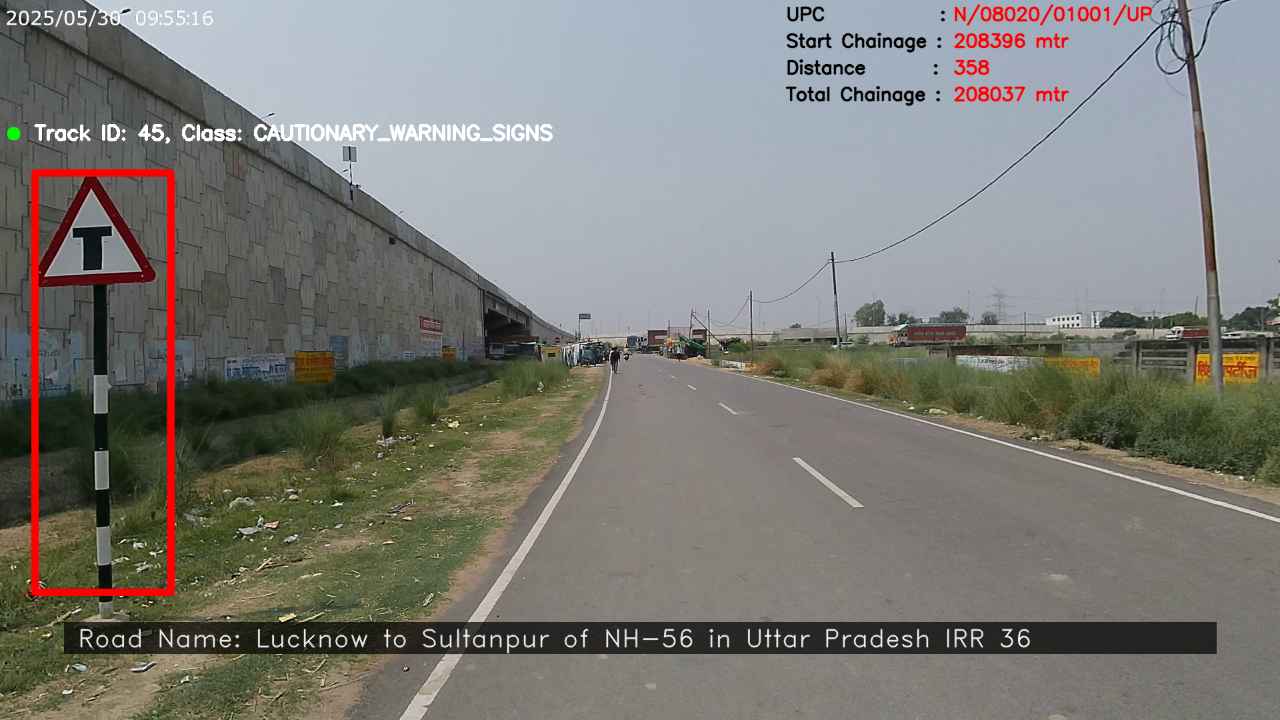 2025/05/30 09:55:16
UPC : N/08020/01001/UP
Start Chainage : 208396 mtr
Distance : 358
Total Chainage : 208037 mtr
Track ID: 45, Class: CAUTIONARY_WARNING_SIGNS
Road Name: Lucknow to Sultanpur of NH-56 in Uttar Pradesh IRR 36